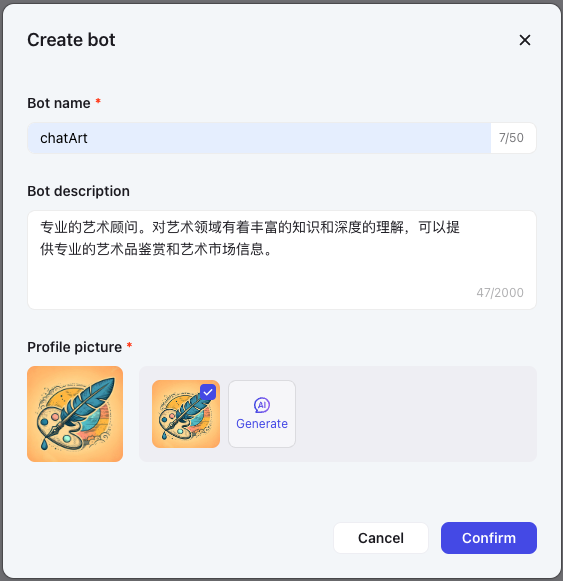 Create bot
Bot name *
chatArt
7/50
Bot description
专业的艺术顾问。对艺术领域有着丰富的知识和深度的理解，可以提
供专业的艺术品鉴赏和艺术市场信息。
47/2000
Profile picture *
AI
Generate
Cancel
Confirm